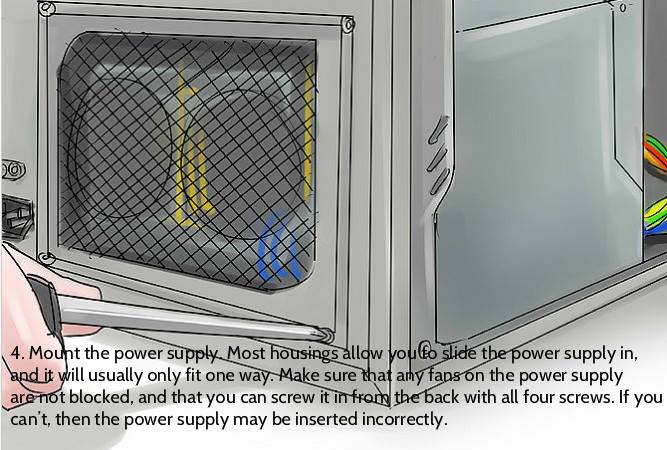 4. Mount the power supply. Most housings allow you to slide the power supply in,
and it will usually only fit one way. Make sure that any fans on the power supply
are not blocked, and that you can screw it in from the back with all four screws. If you
can't, then the power supply may be inserted incorrectly.